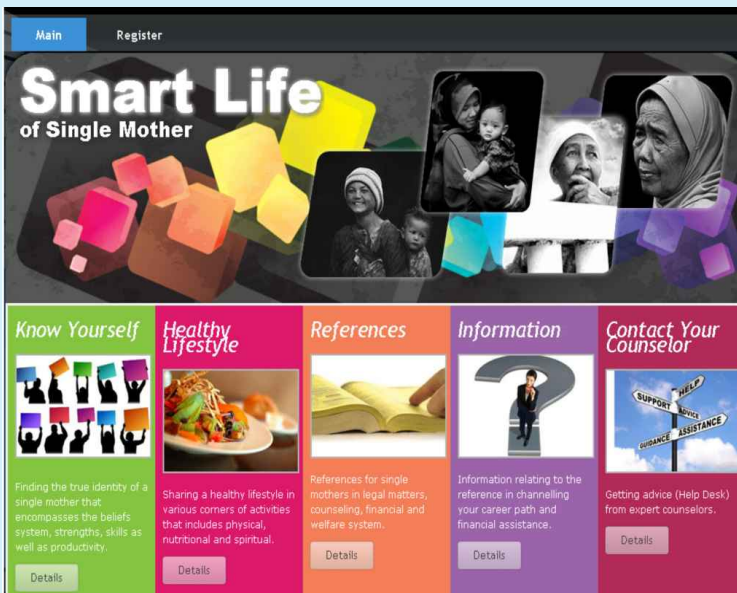 Main
Register
Smart Life
of Single Mother
Know Yourself
Finding the true identity of a
single mother that
encompasses the beliefs
system, strengths, skills as
well as productivity.
Details
Healthy
Lifestyle
Sharing a healthy lifestyle in
various corners of activities
that includes physical,
nutritional and spiritual.
Details
References
References for single
mothers in legal matters,
counseling, financial and
welfare system.
Details
Information
Information relating to the
reference in channelling
your career path and
financial assistance.
Details
Contact Your
Counselor
HELP
SUPPORT
ADVICE
GUIDANCE
ASSISTANCE
Getting advice (Help Desk)
from expert counselors.
Details